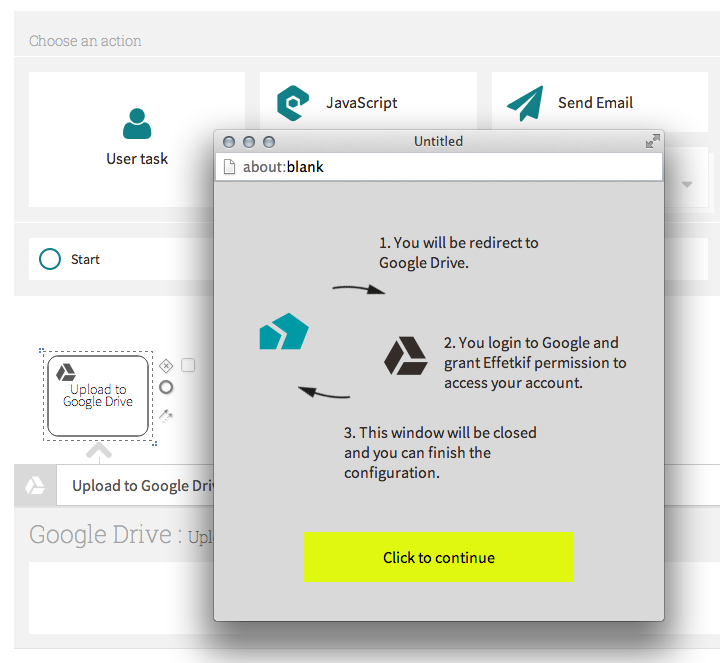 Choose an action
User task
JavaScript
Send Email
Untitled
about:blank
Start
1. You will be redirect to
Google Drive.
2. You login to Google and
grant Effetkif permission to
access your account.
3. This window will be closed
and you can finish the
configuration.
Click to continue
Upload to
Google Drive
Upload to Google Driv
Google Drive : Upl